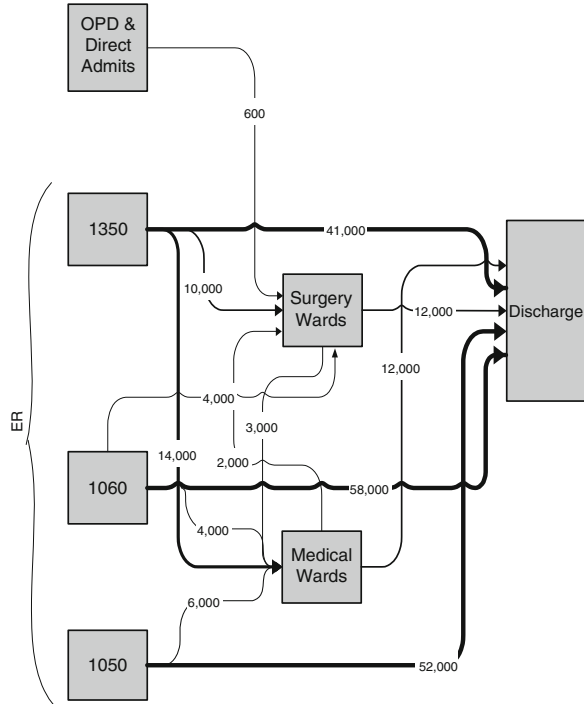 OPD &
Direct
Admits
600
1350
41,000
10,000
Surgery
Wards
12,000
Discharge
12,000
4,000
3,000
ER
14,000
2,000
1060
58,000
4,000
Medical
Wards
6,000
1050
52,000